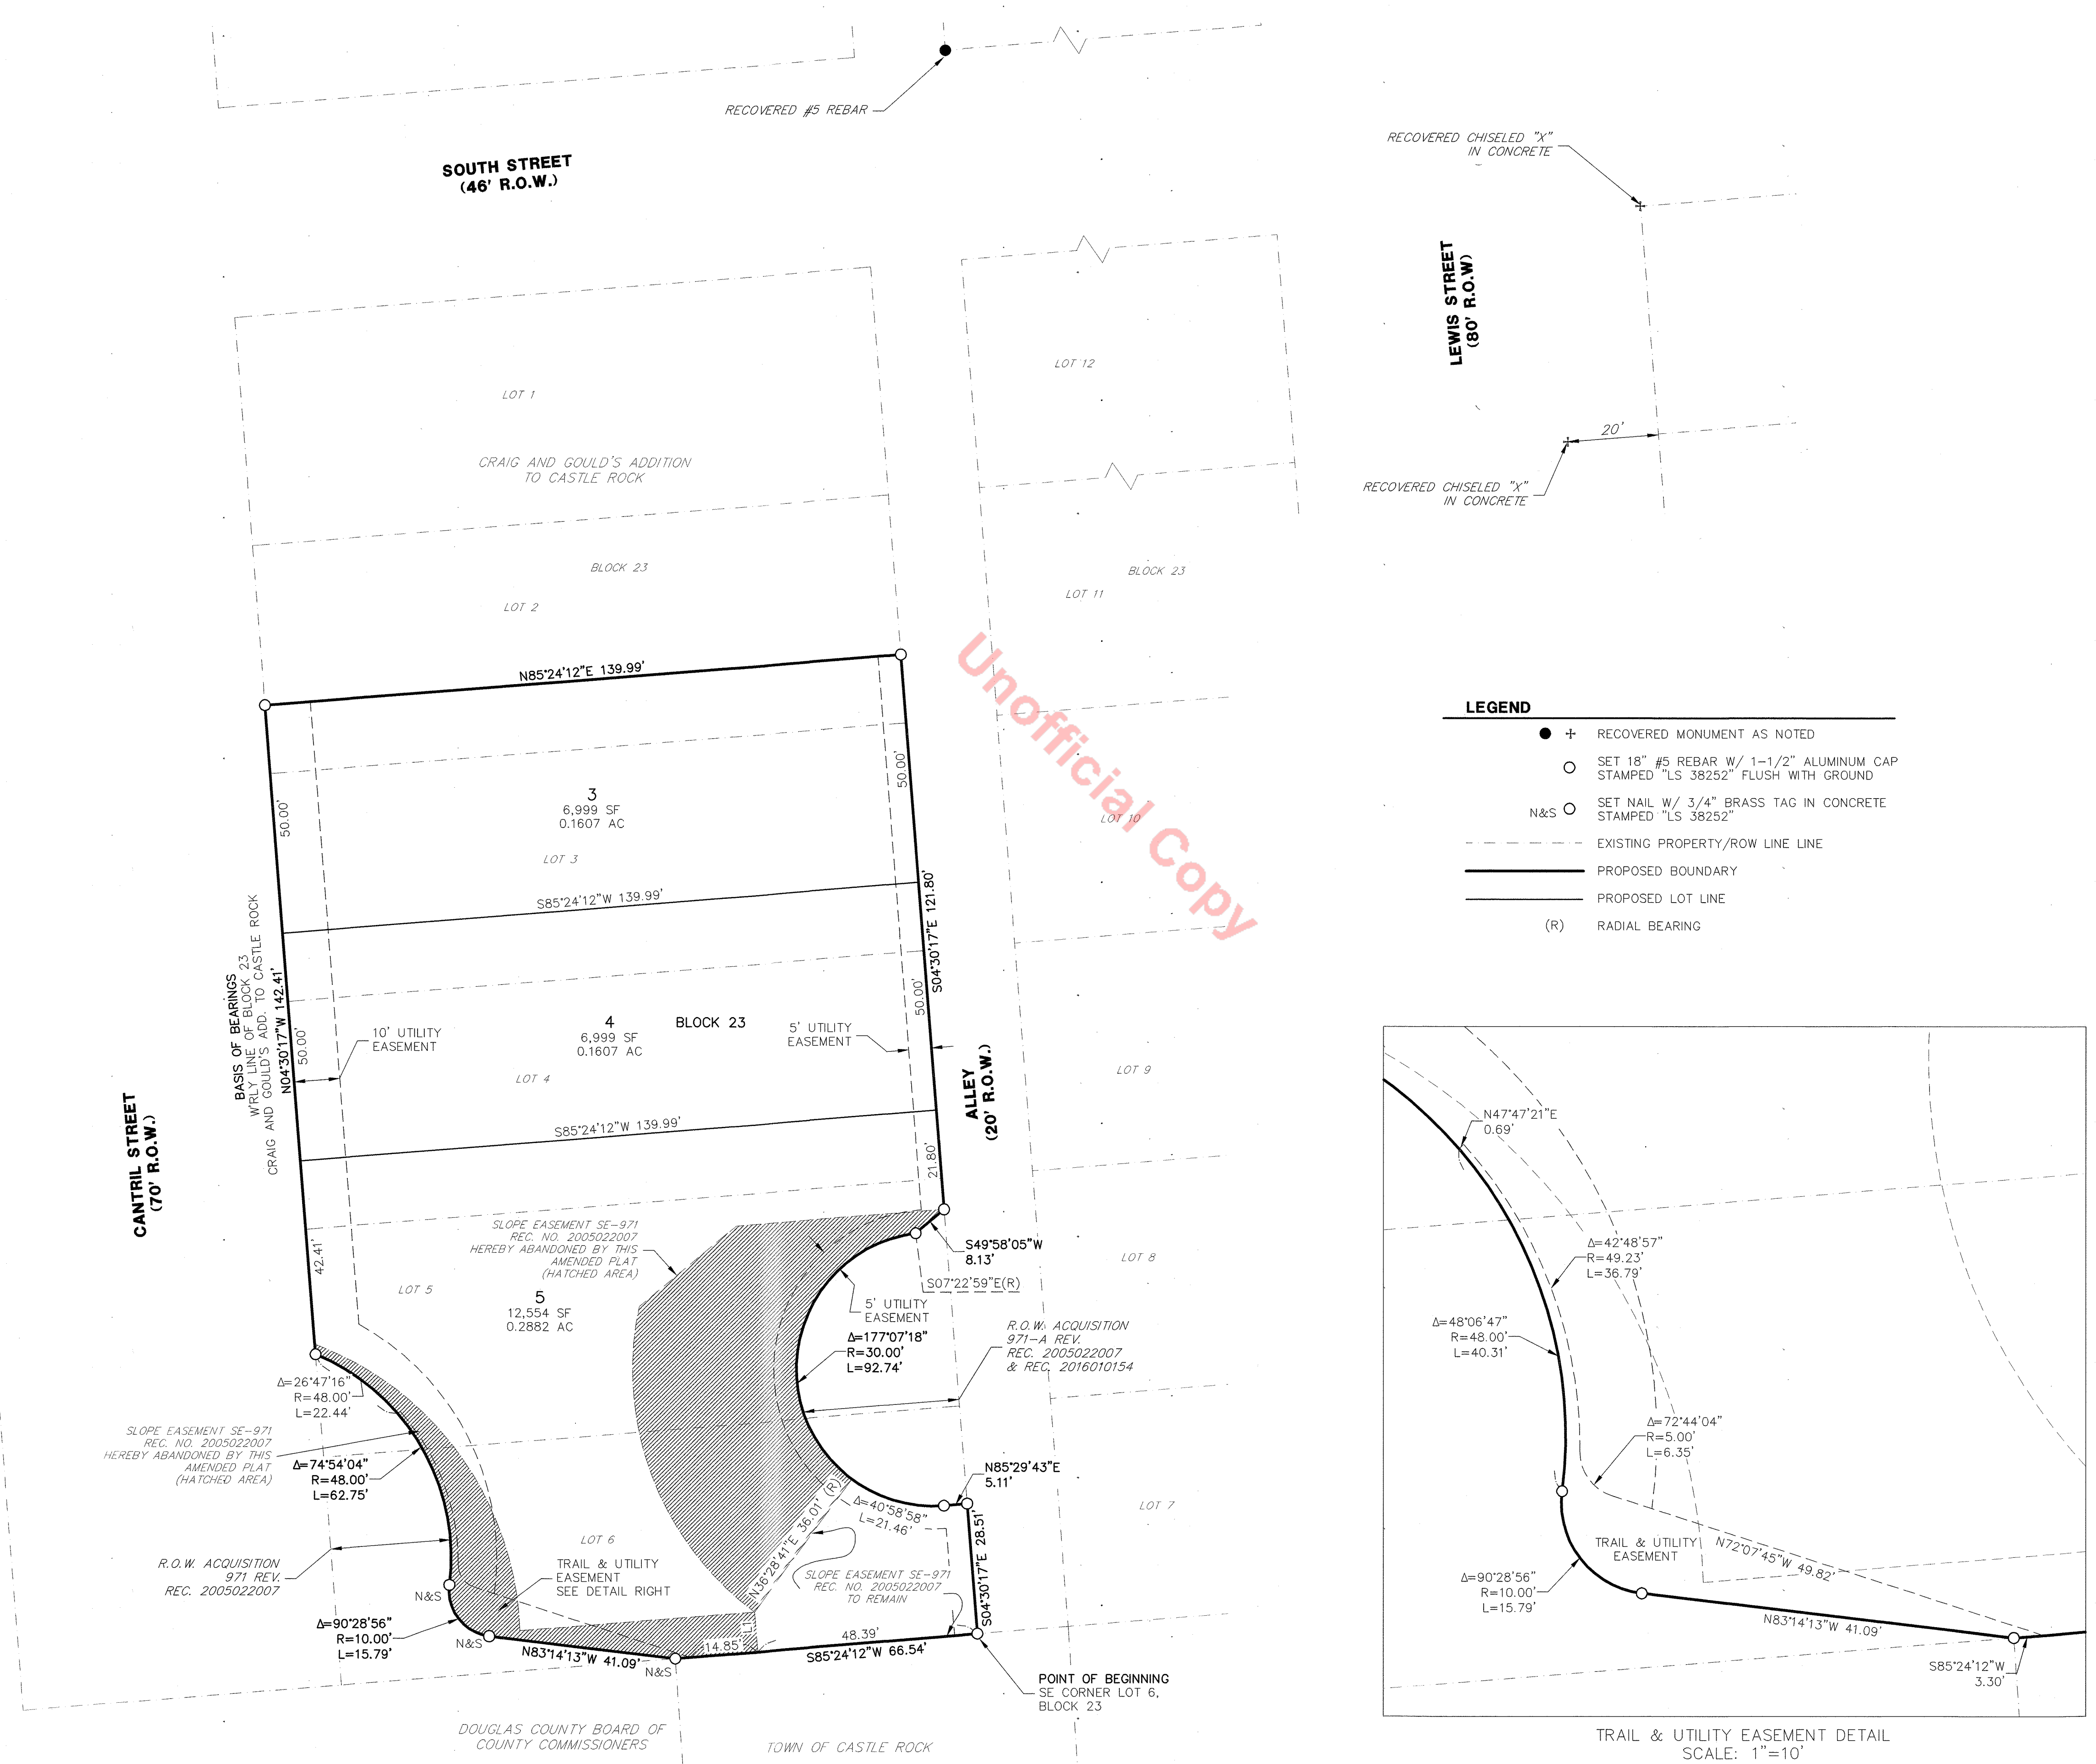 RECOVERED #5 REBAR
SOUTH STREET
(46' R.O.W.)
RECOVERED CHISELED "X"
IN CONCRETE
LEWIS STREET
(80' R.O.W)
20'
RECOVERED CHISELED "X"
IN CONCRETE
LOT 1
LOT 12
CRAIG AND GOULD'S ADDITION
TO CASTLE ROCK
BLOCK 23
LOT 2
LOT 11
BLOCK 23
Unofficial Copy
N85°24'12"E 139.99'
50.00'
50.00'
3
6,999 SF
0.1607 AC
LOT 3
LOT 10
S85°24'12"W 139.99'
S04°30'17"E 121.80'
BASIS OF BEARINGS
W'RLY LINE OF BLOCK 23
CRAIG AND GOULD'S ADD. TO CASTLE ROCK
N04°30'17"W 142.41'
50.00'
50.00'
10' UTILITY
EASEMENT
4
6,999 SF
0.1607 AC
BLOCK 23
5' UTILITY
EASEMENT
LOT 4
LOT 9
ALLEY
(20' R.O.W.)
CANTRIL STREET
(70' R.O.W.)
S85°24'12"W 139.99'
21.80'
42.41'
SLOPE EASEMENT SE-971
REC. NO. 2005022007
HEREBY ABANDONED BY THIS
AMENDED PLAT
(HATCHED AREA)
S49°58'05"W
8.13'
LOT 8
S07°22'59"E(R)
LOT 5
5
12,554 SF
0.2882 AC
5' UTILITY
EASEMENT
Δ=177°07'18"
R=30.00'
L=92.74'
R.O.W. ACQUISITION
971-A REV.
REC. 2005022007
& REC. 2016010154
Δ=26°47'16"
R=48.00'
L=22.44'
SLOPE EASEMENT SE-971
REC. NO. 2005022007
HEREBY ABANDONED BY THIS
AMENDED PLAT
(HATCHED AREA)
Δ=74°54'04"
R=48.00'
L=62.75'
N85°29'43"E
5.11'
LOT 7
Δ=40°58'58"
L=21.46'
N36°28'41"E 36.01' (R)
S04°30'17"E 28.51'
LOT 6
R.O.W. ACQUISITION
971 REV.
REC. 2005022007
TRAIL & UTILITY
EASEMENT
SEE DETAIL RIGHT
SLOPE EASEMENT SE-971
REC. NO. 2005022007
TO REMAIN
N&S
Δ=90°28'56"
R=10.00'
L=15.79'
N&S
N83°14'13"W 41.09'
N&S
14.85'
L1
48.39'
S85°24'12"W 66.54'
POINT OF BEGINNING
SE CORNER LOT 6,
BLOCK 23
DOUGLAS COUNTY BOARD OF
COUNTY COMMISSIONERS
TOWN OF CASTLE ROCK
LEGEND
RECOVERED MONUMENT AS NOTED
SET 18" #5 REBAR W/ 1-1/2" ALUMINUM CAP
STAMPED "LS 38252" FLUSH WITH GROUND
N&S SET NAIL W/ 3/4" BRASS TAG IN CONCRETE
STAMPED "LS 38252"
EXISTING PROPERTY/ROW LINE LINE
PROPOSED BOUNDARY
PROPOSED LOT LINE
(R) RADIAL BEARING
N47°47'21"E
0.69'
Δ=42°48'57"
R=49.23'
L=36.79'
Δ=48°06'47"
R=48.00'
L=40.31'
Δ=72°44'04"
R=5.00'
L=6.35'
TRAIL & UTILITY
EASEMENT
N72°07'45"W 49.82'
Δ=90°28'56"
R=10.00'
L=15.79'
N83°14'13"W 41.09'
S85°24'12"W
3.30'
TRAIL & UTILITY EASEMENT DETAIL
SCALE: 1"=10'